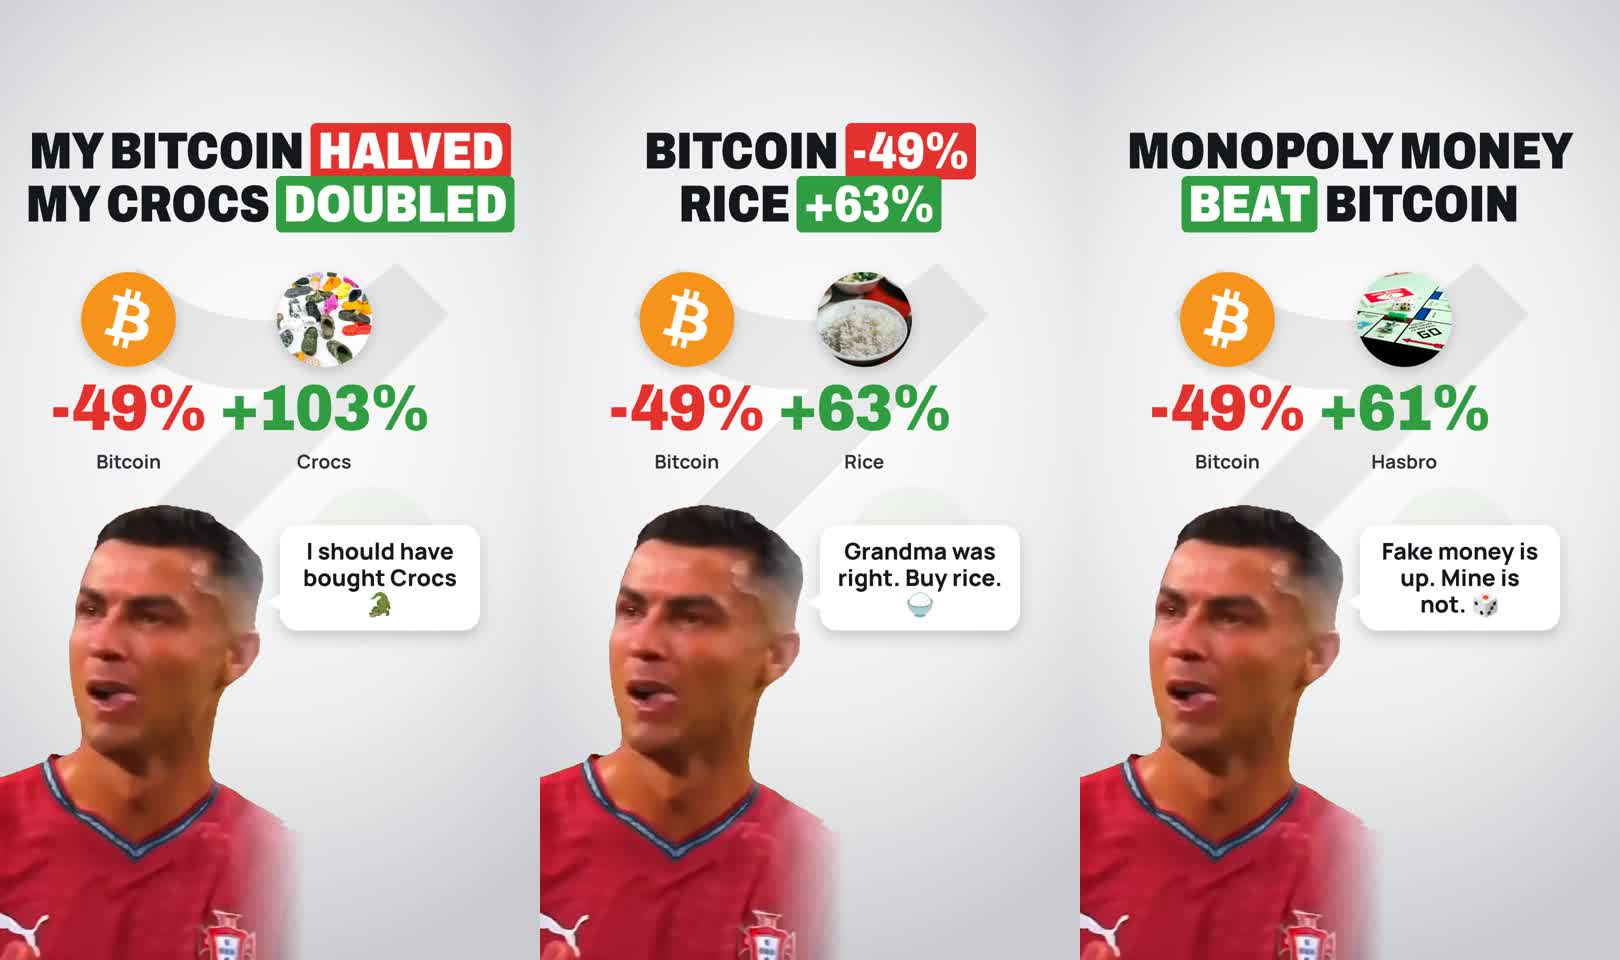 MY BITCOIN HALVED
MY CROCS DOUBLED
-49% +103%
Bitcoin Crocs
I should have
bought Crocs
🐊
BITCOIN -49%
RICE +63%
-49% +63%
Bitcoin Rice
Grandma was
right. Buy rice.
🍚
MONOPOLY MONEY
BEAT BITCOIN
GO
-49% +61%
Bitcoin Hasbro
Fake money is
up. Mine is
not. 🎲